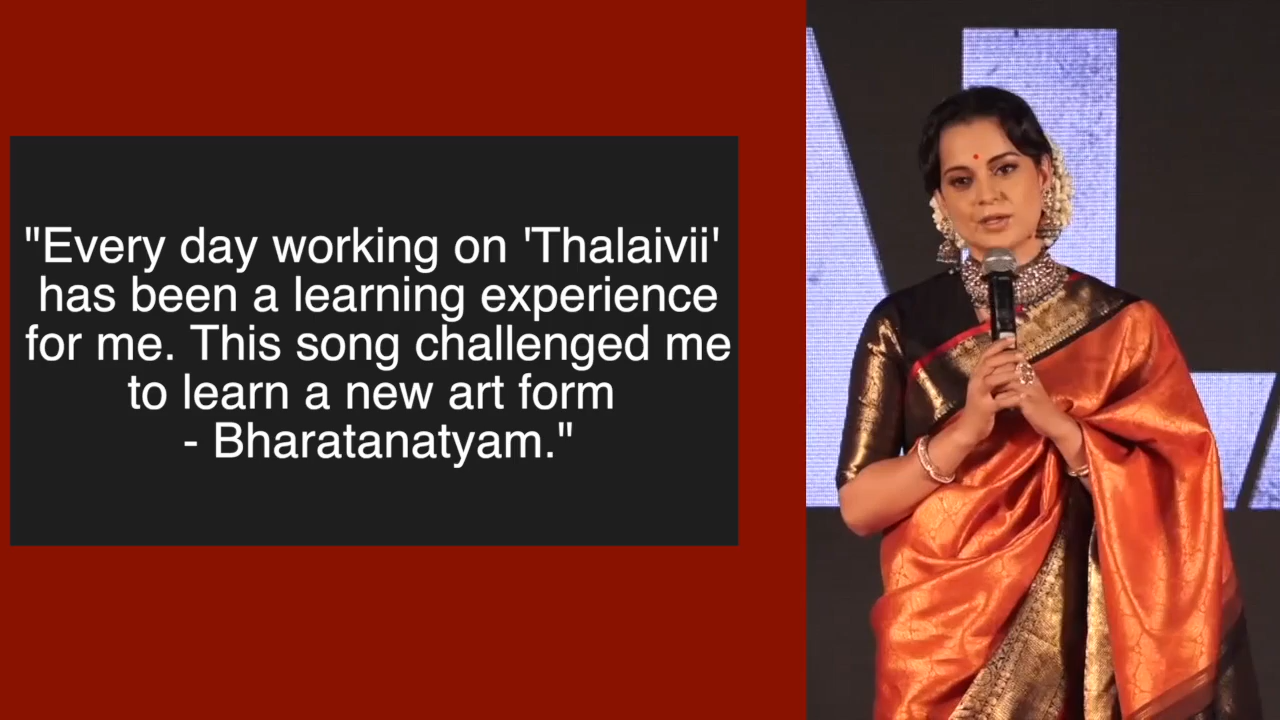 "Every day working on 'Thalaivii'
has been a learning experience
for me. This song challenged me
to learn a new art form
- Bharatanatyam."